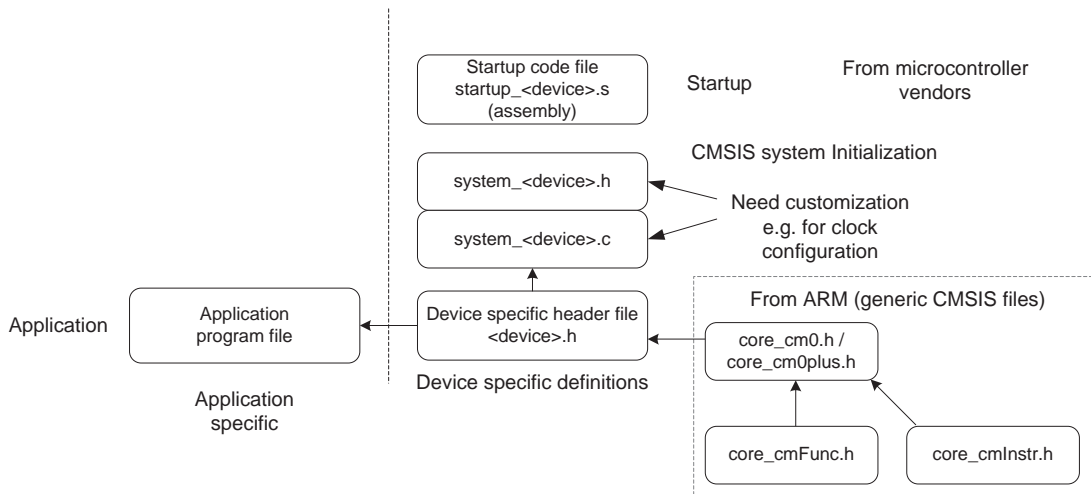 Startup code file
startup_<device>.s
(assembly)
Startup
From microcontroller
vendors
CMSIS system Initialization
system_<device>.h
Need customization
e.g. for clock
configuration
system_<device>.c
From ARM (generic CMSIS files)
Application
Application
program file
Device specific header file
<device>.h
core_cm0.h /
core_cm0plus.h
Device specific definitions
Application
specific
core_cmFunc.h
core_cmInstr.h